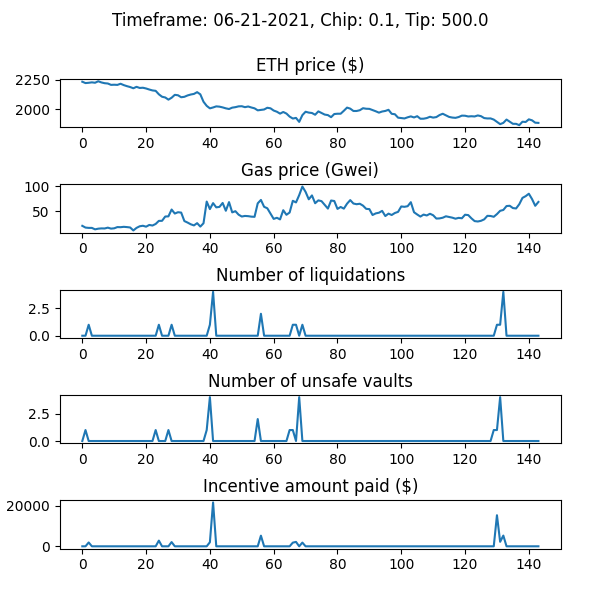 Timeframe: 06-21-2021, Chip: 0.1, Tip: 500.0
ETH price ($)
2250
2000
0 20 40 60 80 100 120 140
Gas price (Gwei)
100
50
0 20 40 60 80 100 120 140
Number of liquidations
2.5
0.0
0 20 40 60 80 100 120 140
Number of unsafe vaults
2.5
0.0
0 20 40 60 80 100 120 140
Incentive amount paid ($)
20000
0
0 20 40 60 80 100 120 140